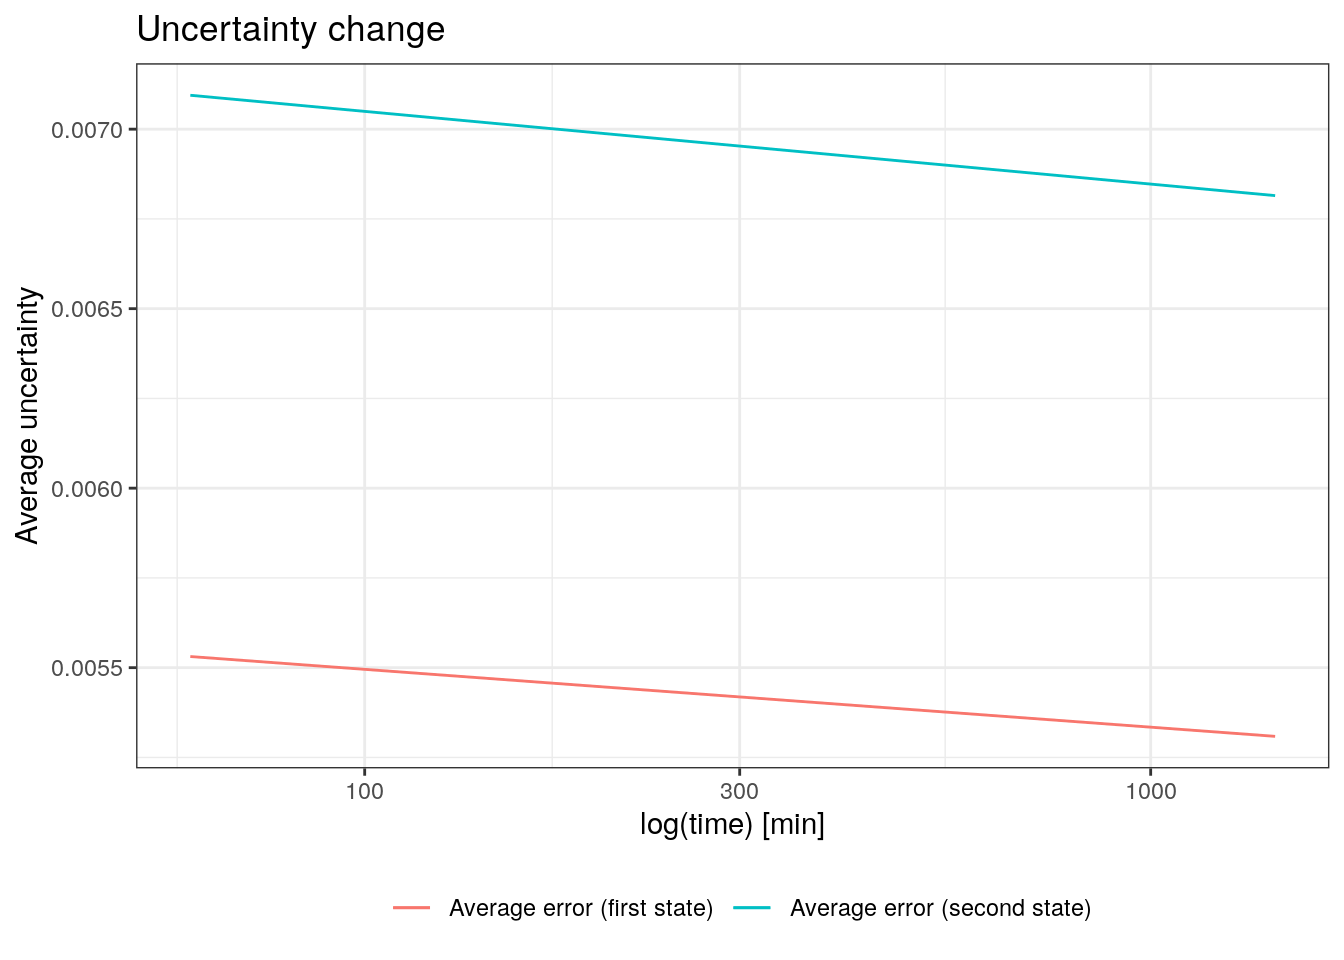 Uncertainty change
Average uncertainty
0.0070
0.0065
0.0060
0.0055
100 300 1000
log(time) [min]
Average error (first state) Average error (second state)